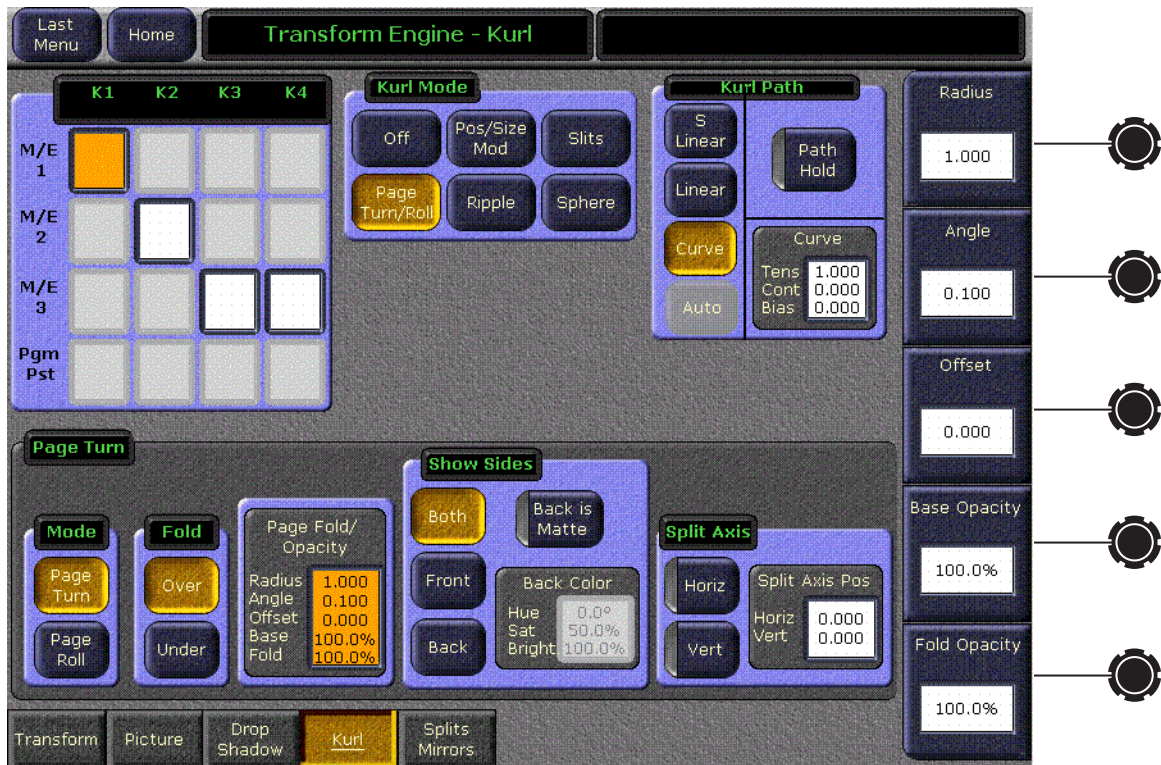 Last
Menu
Home
Transform Engine - Kurl
K1 K2 K3 K4
M/E
1
M/E
2
M/E
3
Pgm
Pst
Kurl Mode
Off
Pos/Size
Mod
Slits
Page
Turn/Roll
Ripple
Sphere
Kurl Path
S
Linear
Linear
Curve
Auto
Path
Hold
Curve
Tens 1.000
Cont 0.000
Bias 0.000
Radius
1.000
Angle
0.100
Offset
0.000
Base Opacity
100.0%
Fold Opacity
100.0%
Page Turn
Mode
Page
Turn
Page
Roll
Fold
Over
Under
Page Fold/
Opacity
Radius 1.000
Angle 0.100
Offset 0.000
Base 100.0%
Fold 100.0%
Show Sides
Both
Front
Back
Back is
Matte
Back Color
Hue 0.0°
Sat 50.0%
Bright 100.0%
Split Axis
Horiz
Vert
Split Axis Pos
Horiz 0.000
Vert 0.000
Transform
Picture
Drop
Shadow
Kurl
Splits
Mirrors